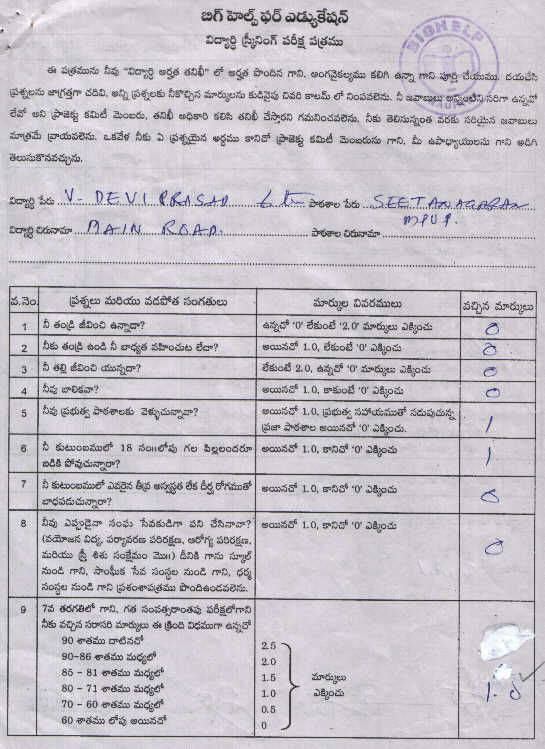 బిగ్ హెల్ప్ ఫర్ ఎడ్యుకేషన్
విద్యార్థి స్క్రీనింగ్ పరీక్ష పత్రము
BIGHELP
ఈ పత్రమును నీవు "విద్యార్థి అర్హత తనిఖీ" లో అర్హత పొందిన గాని, అంగవైకల్యము కలిగి ఉన్నా గాని పూర్తి చేయుము. దయచేసి
ప్రశ్నలను జాగ్రత్తగా చదివి, అన్ని ప్రశ్నలకు నీకొచ్చిన మార్కులను కుడివైపు చివరి కాలమ్ లో నింపవలెను. నీ జవాబులు అన్నింటిని సరిగా ఉన్నవో
లేవో అని ప్రాజెక్టు కమిటీ మెంబరు, తనిఖీ అధికారి కలిసి తనిఖీ చేస్తారని గమనించవలెను. నీకు తెలిసున్నంత వరకు సరియైన జవాబులు
మాత్రమే వ్రాయవలెను. ఒకవేళ నీకు ఏ ప్రశ్నయైన అర్థము కానిచో ప్రాజెక్టు కమిటీ మెంబరును గాని, మీ ఉపాధ్యాయులను గాని అడిగి
తెలుసుకొనవచ్చును.
విద్యార్థి పేరు V. DEVI PRASAD 6th పాఠశాల పేరు SEETANAGARAM
విద్యార్థి చిరునామా MAIN ROAD. పాఠశాల చిరునామా MPUP.
వ.నెం. ప్రశ్నలు మరియు వడపోత సంగతులు మార్కుల వివరములు వచ్చిన మార్కులు
1 నీ తండ్రి జీవించి ఉన్నాడా? ఉన్నచో '0' లేకుంటే '2.0' మార్కులు ఎక్కించు 0
2 నీకు తండ్రి ఉండి నీ బాధ్యత వహించుట లేదా? అయినచో 1.0, లేకుంటే '0' ఎక్కించు 0
3 నీ తల్లి జీవించి యున్నదా? లేకుంటే 2.0, ఉన్నచో '0' మార్కులు ఎక్కించు 0
4 నీవు బాలికవా? అయినచో 1.0, కాకుంటే '0' ఎక్కించు 0
5 నీవు ప్రభుత్వ పాఠశాలకు వెళ్ళుచున్నావా? అయినచో 1.0, ప్రభుత్వ సహాయముతో నడుపుచున్న
ప్రజా పాఠశాల అయినచో '0' ఎక్కించు. 1
6 నీ కుటుంబములో 18 సం॥లోపు గల పిల్లలందరూ
బడికి పోవుచున్నారా? అయినచో 1.0, కానిచో '0' ఎక్కించు 1
7 నీ కుటుంబములో ఎవరైన తీవ్ర అస్వస్థత లేక దీర్ఘ రోగముతో
బాధపడుచున్నారా? అయినచో 1.0, కానిచో '0' ఎక్కించు 0
8 నీవు ఎప్పుడైనా సంఘ సేవకుడిగా పని చేసినావా? అయినచో 1.0, కానిచో '0' ఎక్కించు 0
(వయోజన విద్య, పర్యావరణ పరిరక్షణ, ఆరోగ్య పరిరక్షణ,
మరియు స్త్రీ శిశు సంక్షేమం మొ॥) దీనికి గాను స్కూల్
నుండి గాని, సాంఘీక సేవ సంస్థల నుండి గాని, ధర్మ
సంస్థల నుండి గాని ప్రశంశాపత్రము పొందిఉండవలెను.
9 7వ తరగతిలో గాని, గత సంవత్సరాంతపు పరీక్షలోగాని
నీకు వచ్చిన సరాసరి మార్కులు ఈ క్రింది విధముగా ఉన్నచో
90 శాతము దాటినచో 2.5
90-86 శాతము మధ్యలో 2.0
85 - 81 శాతము మధ్యలో 1.5 మార్కులు
80 - 71 శాతము మధ్యలో 1.0 ఎక్కించు 1.0
70 - 60 శాతము మధ్యలో 0.5
60 శాతము లోపు అయినచో 0